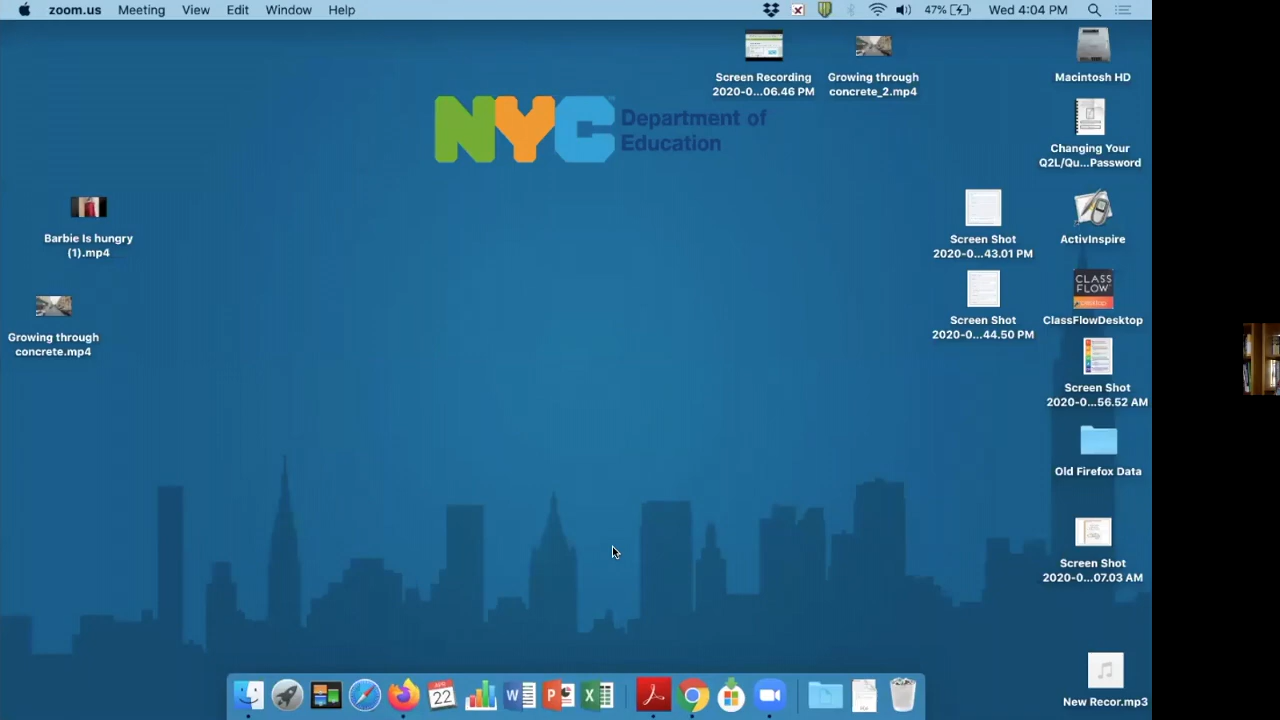 zoom.us Meeting View Edit Window Help 47% Wed 4:04 PM
Screen Recording
2020-0...06.46 PM
Growing through
concrete_2.mp4
Macintosh HD
NYC Department of
Education
Changing Your
Q2L/Qu...Password
Barbie Is hungry
(1).mp4
Screen Shot
2020-0...43.01 PM
ActivInspire
Growing through
concrete.mp4
Screen Shot
2020-0...44.50 PM
CLASS
FLOW
ClassFlowDesktop
Screen Shot
2020-0...56.52 AM
Old Firefox Data
Screen Shot
2020-0...07.03 AM
New Recor.mp3
APR
22
W
P
X